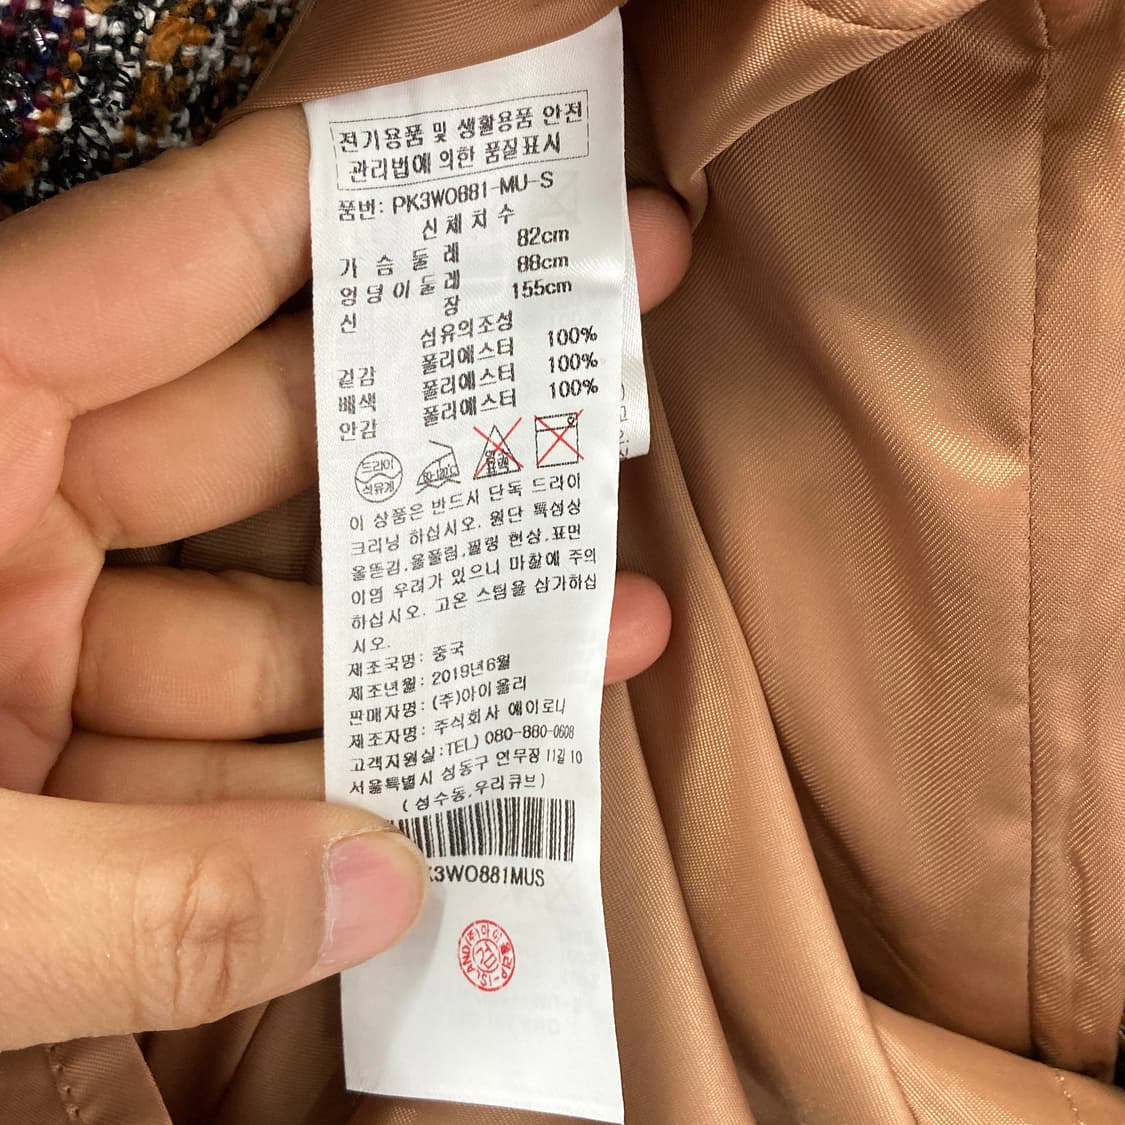 전기용품 및 생활용품 안전
관리법에 의한 품질표시
품번: PK3WO881-MU-S
신체치수
가슴둘레 82cm
엉덩이둘레 88cm
신장 155cm
섬유의조성
겉감 폴리에스터 100%
배색 폴리에스터 100%
안감 폴리에스터 100%
드라이
석유계
80-120℃
이 상품은 반드시 단독 드라이
크리닝 하십시오. 원단 특성상
올뜯김,올풀림,필링 현상,표면
이염 우려가 있으니 마찰에 주의
하십시오. 고온 스팀을 삼가하십
시오.
제조국명: 중국
제조년월: 2019년6월
판매자명: (주)아이올리
제조자명: 주식회사 에이로니
고객지원실:TEL) 080-880-0608
서울특별시 성동구 연무장 11길 10
(성수동,우리큐브)
K3WO881MUS
(주)아이올리
P-ISLAND
검